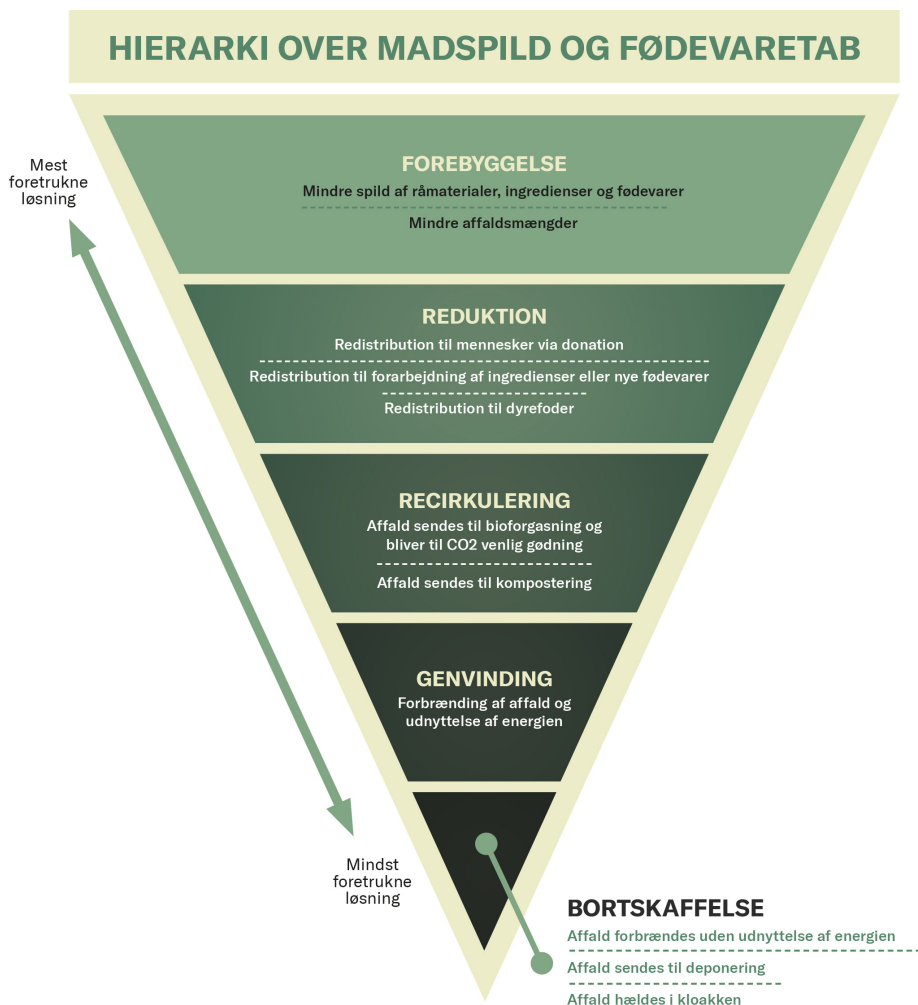 HIERARKI OVER MADSPILD OG FØDEVARETAB
Mest
foretrukne
løsning
FOREBYGGELSE
Mindre spild af råmaterialer, ingredienser og fødevarer
Mindre affaldsmængder
REDUKTION
Redistribution til mennesker via donation
Redistribution til forarbejdning af ingredienser eller nye fødevarer
Redistribution til dyrefoder
RECIRKULERING
Affald sendes til bioforgasning og
bliver til CO2 venlig gødning
Affald sendes til kompostering
GENVINDING
Forbrænding af affald og
udnyttelse af energien
Mindst
foretrukne
løsning
BORTSKAFFELSE
Affald forbrændes uden udnyttelse af energien
Affald sendes til deponering
Affald hældes i kloakken